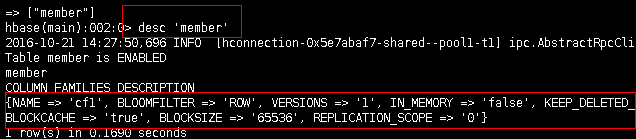 => ["member"]
hbase(main):002:0> desc 'member'
2016-10-21 14:27:50,696 INFO  [hconnection-0x5e7abaf7-shared--pool1-t1] ipc.AbstractRpcCli
Table member is ENABLED
member
COLUMN FAMILIES DESCRIPTION
{NAME => 'cf1', BLOOMFILTER => 'ROW', VERSIONS => '1', IN_MEMORY => 'false', KEEP_DELETED_
BLOCKCACHE => 'true', BLOCKSIZE => '65536', REPLICATION_SCOPE => '0'}
1 row(s) in 0.1690 seconds